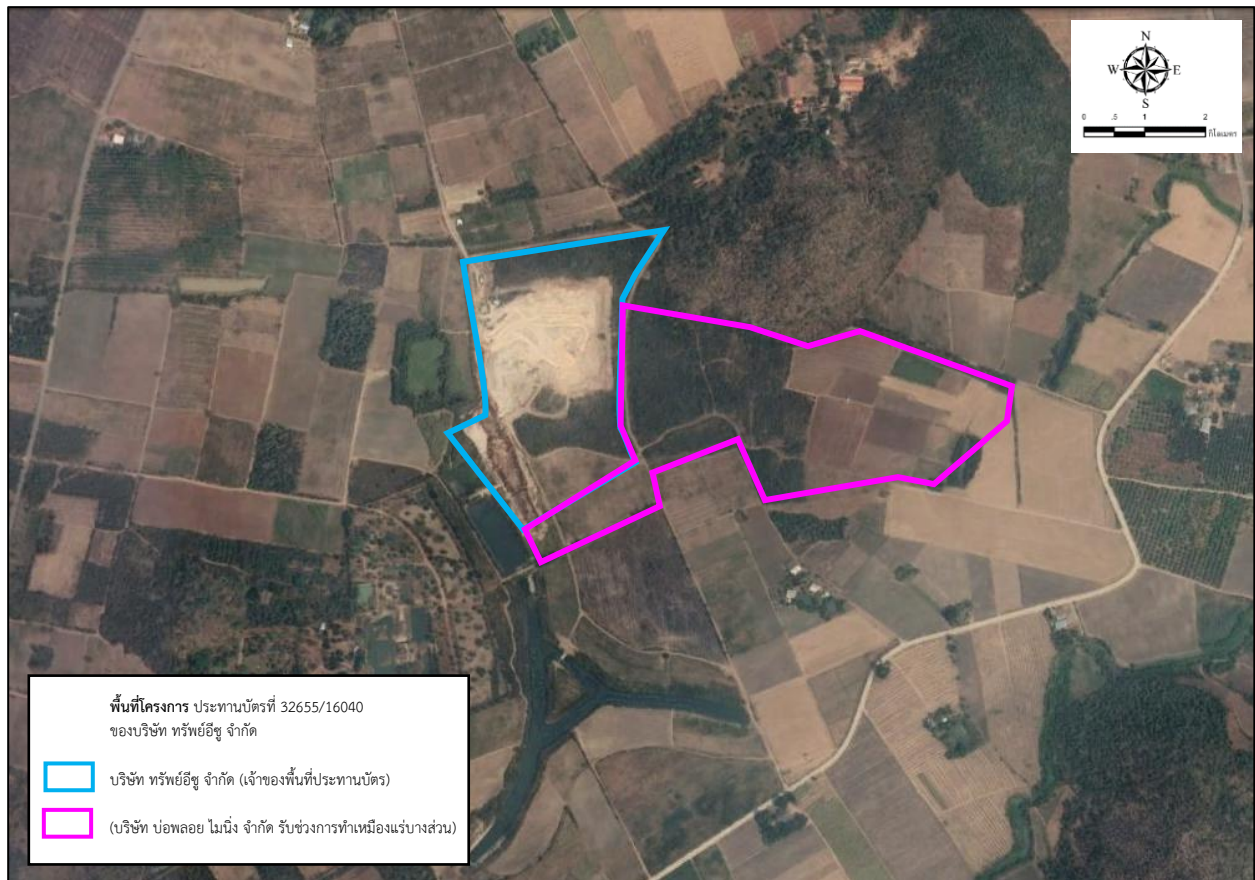 N
W E
S
0 .5 1 2
กิโลเมตร
พื้นที่โครงการ ประทานบัตรที่ 32655/16040
ของบริษัท ทรัพย์อีซู จำกัด
บริษัท ทรัพย์อีซู จำกัด (เจ้าของพื้นที่ประทานบัตร)
(บริษัท บ่อพลอย ไมนิ่ง จำกัด รับช่วงการทำเหมืองแร่บางส่วน)